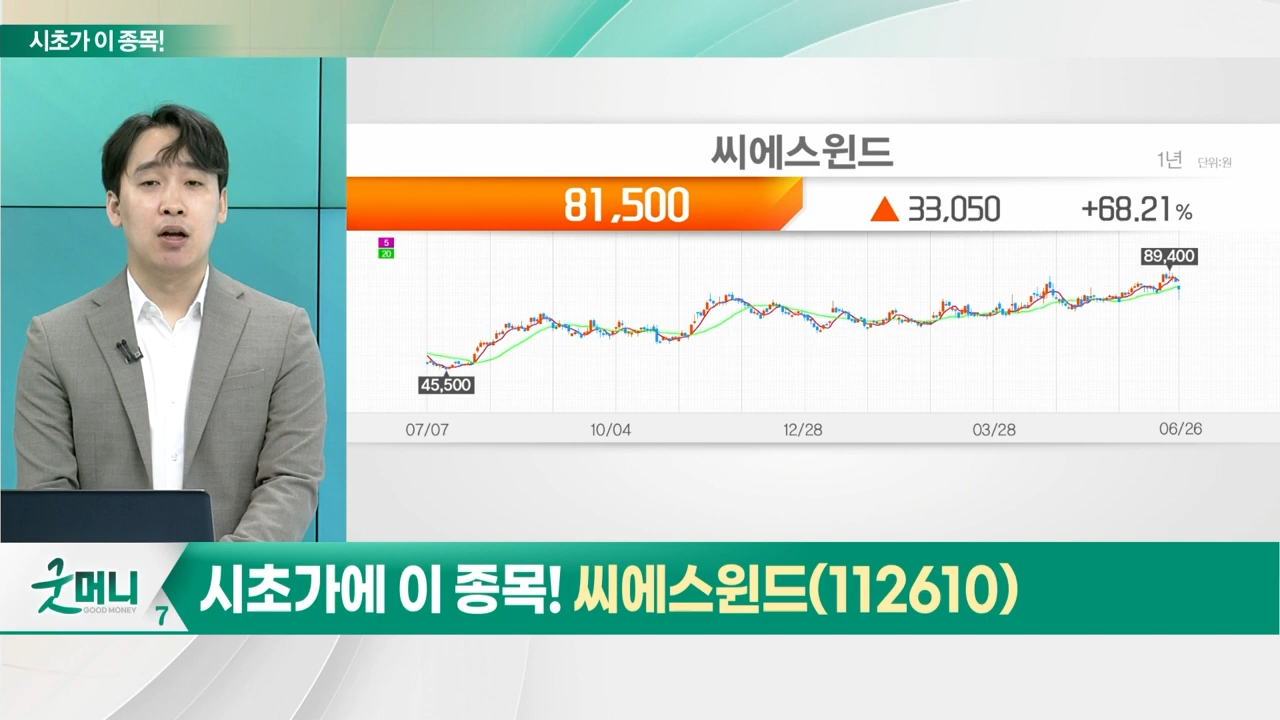 시초가 이 종목!
씨에스윈드
1년 단위:원
81,500 ▲ 33,050 +68.21%
5
20
89,400
45,500
07/07 10/04 12/28 03/28 06/26
굿머니
GOOD MONEY
7
시초가에 이 종목! 씨에스윈드(112610)